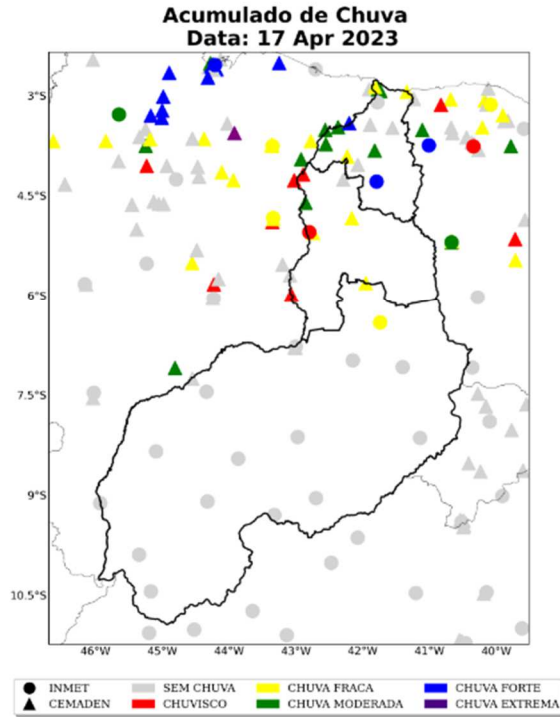 Acumulado de Chuva
Data: 17 Apr 2023
3°S
4.5°S
6°S
7.5°S
9°S
10.5°S
46°W 45°W 44°W 43°W 42°W 41°W 40°W
INMET SEM CHUVA CHUVA FRACA CHUVA FORTE
CEMADEN CHUVISCO CHUVA MODERADA CHUVA EXTREMA